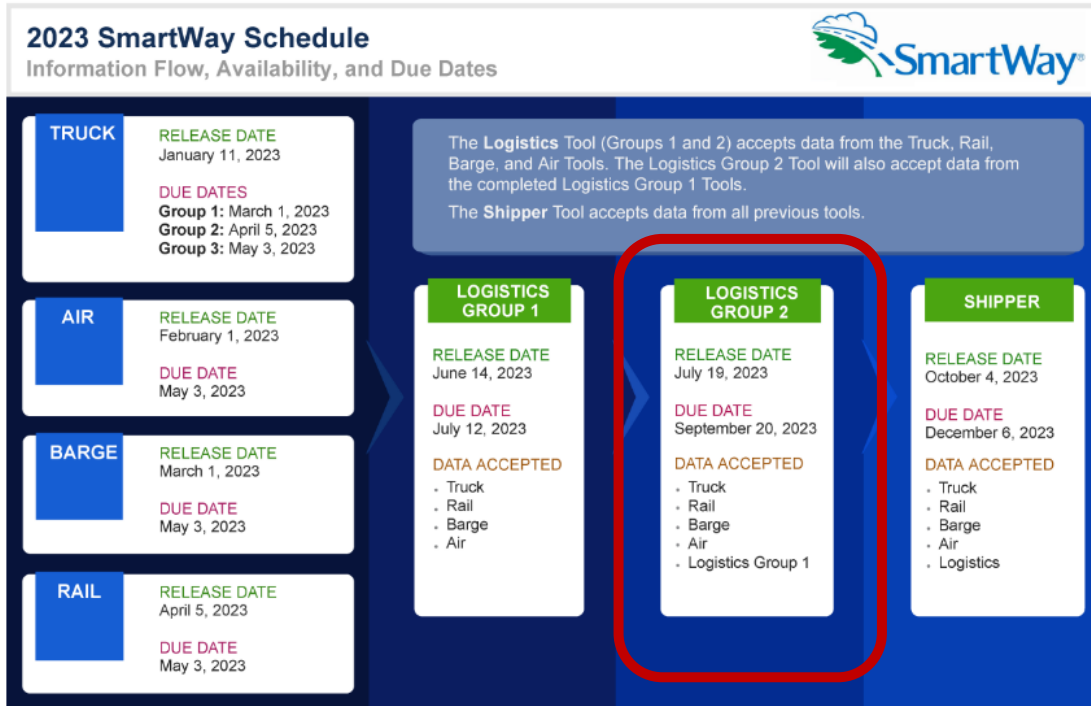 2023 SmartWay Schedule
Information Flow, Availability, and Due Dates
SmartWay®
TRUCK
RELEASE DATE
January 11, 2023
DUE DATES
Group 1: March 1, 2023
Group 2: April 5, 2023
Group 3: May 3, 2023
AIR
RELEASE DATE
February 1, 2023
DUE DATE
May 3, 2023
BARGE
RELEASE DATE
March 1, 2023
DUE DATE
May 3, 2023
RAIL
RELEASE DATE
April 5, 2023
DUE DATE
May 3, 2023
The Logistics Tool (Groups 1 and 2) accepts data from the Truck, Rail,
Barge, and Air Tools. The Logistics Group 2 Tool will also accept data from
the completed Logistics Group 1 Tools.
The Shipper Tool accepts data from all previous tools.
LOGISTICS
GROUP 1
RELEASE DATE
June 14, 2023
DUE DATE
July 12, 2023
DATA ACCEPTED
. Truck
. Rail
. Barge
. Air
LOGISTICS
GROUP 2
RELEASE DATE
July 19, 2023
DUE DATE
September 20, 2023
DATA ACCEPTED
. Truck
. Rail
. Barge
. Air
. Logistics Group 1
SHIPPER
RELEASE DATE
October 4, 2023
DUE DATE
December 6, 2023
DATA ACCEPTED
. Truck
. Rail
. Barge
. Air
. Logistics